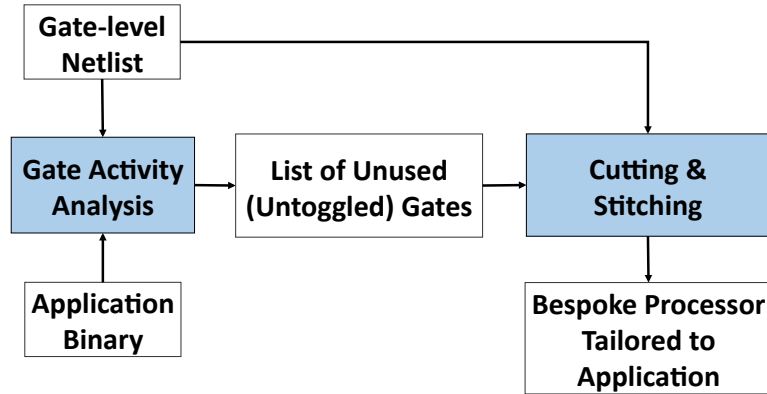 Gate-level
Netlist
Gate Activity
Analysis
List of Unused
(Untoggled) Gates
Cutting &
Stitching
Application
Binary
Bespoke Processor
Tailored to
Application